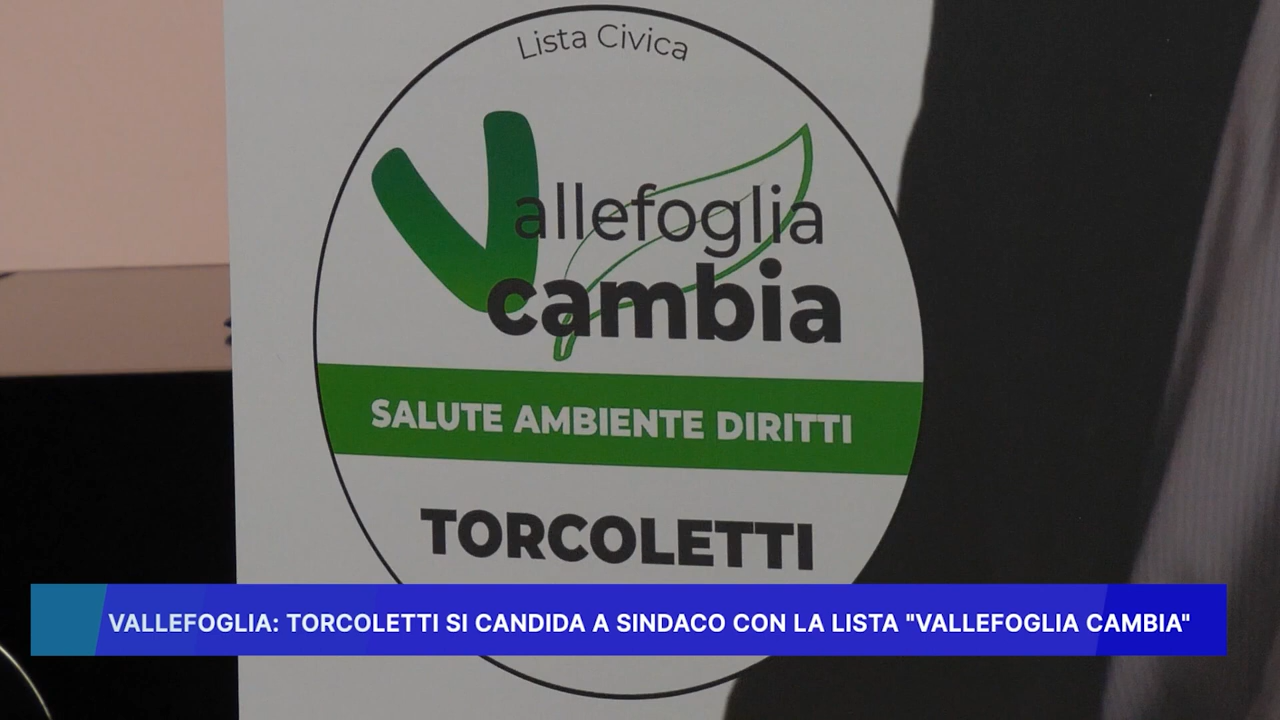 Lista Civica
Vallefoglia
cambia
SALUTE AMBIENTE DIRITTI
TORCOLETTI
VALLEFOGLIA: TORCOLETTI SI CANDIDA A SINDACO CON LA LISTA "VALLEFOGLIA CAMBIA"